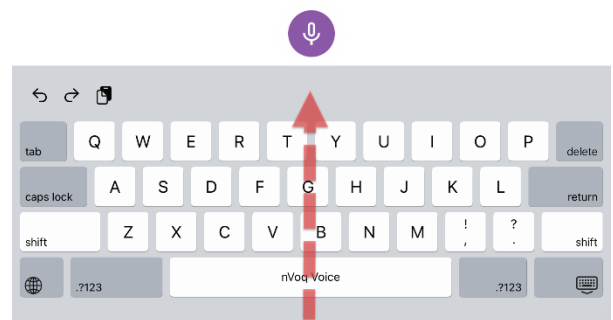 tab Q W E R T Y U I O P delete
caps lock A S D F G H J K L return
shift Z X C V B N M ! , ? . shift
.?123 nVoq Voice .?123